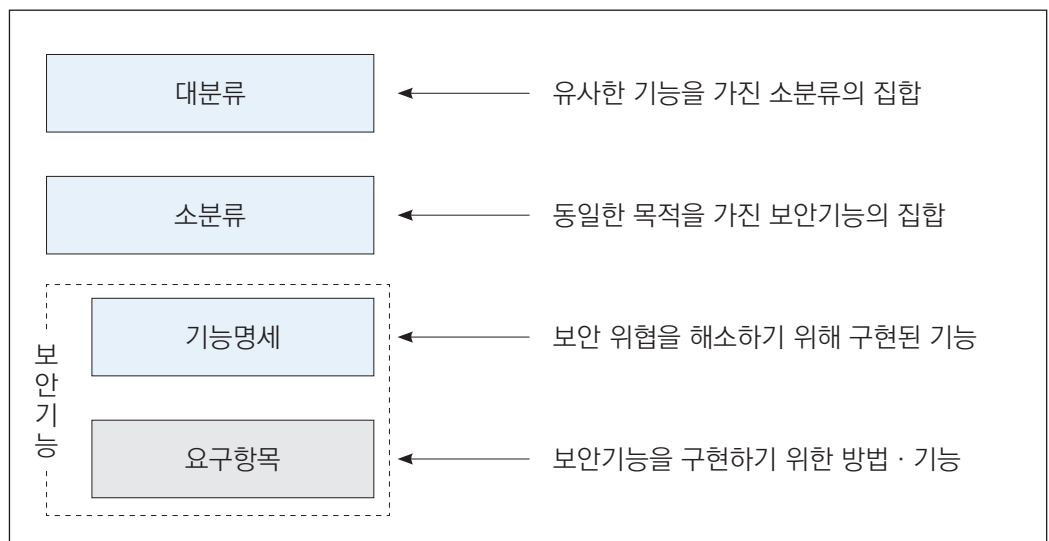 대분류
유사한 기능을 가진 소분류의 집합
소분류
동일한 목적을 가진 보안기능의 집합
보안기능
기능명세
보안 위협을 해소하기 위해 구현된 기능
요구항목
보안기능을 구현하기 위한 방법 · 기능